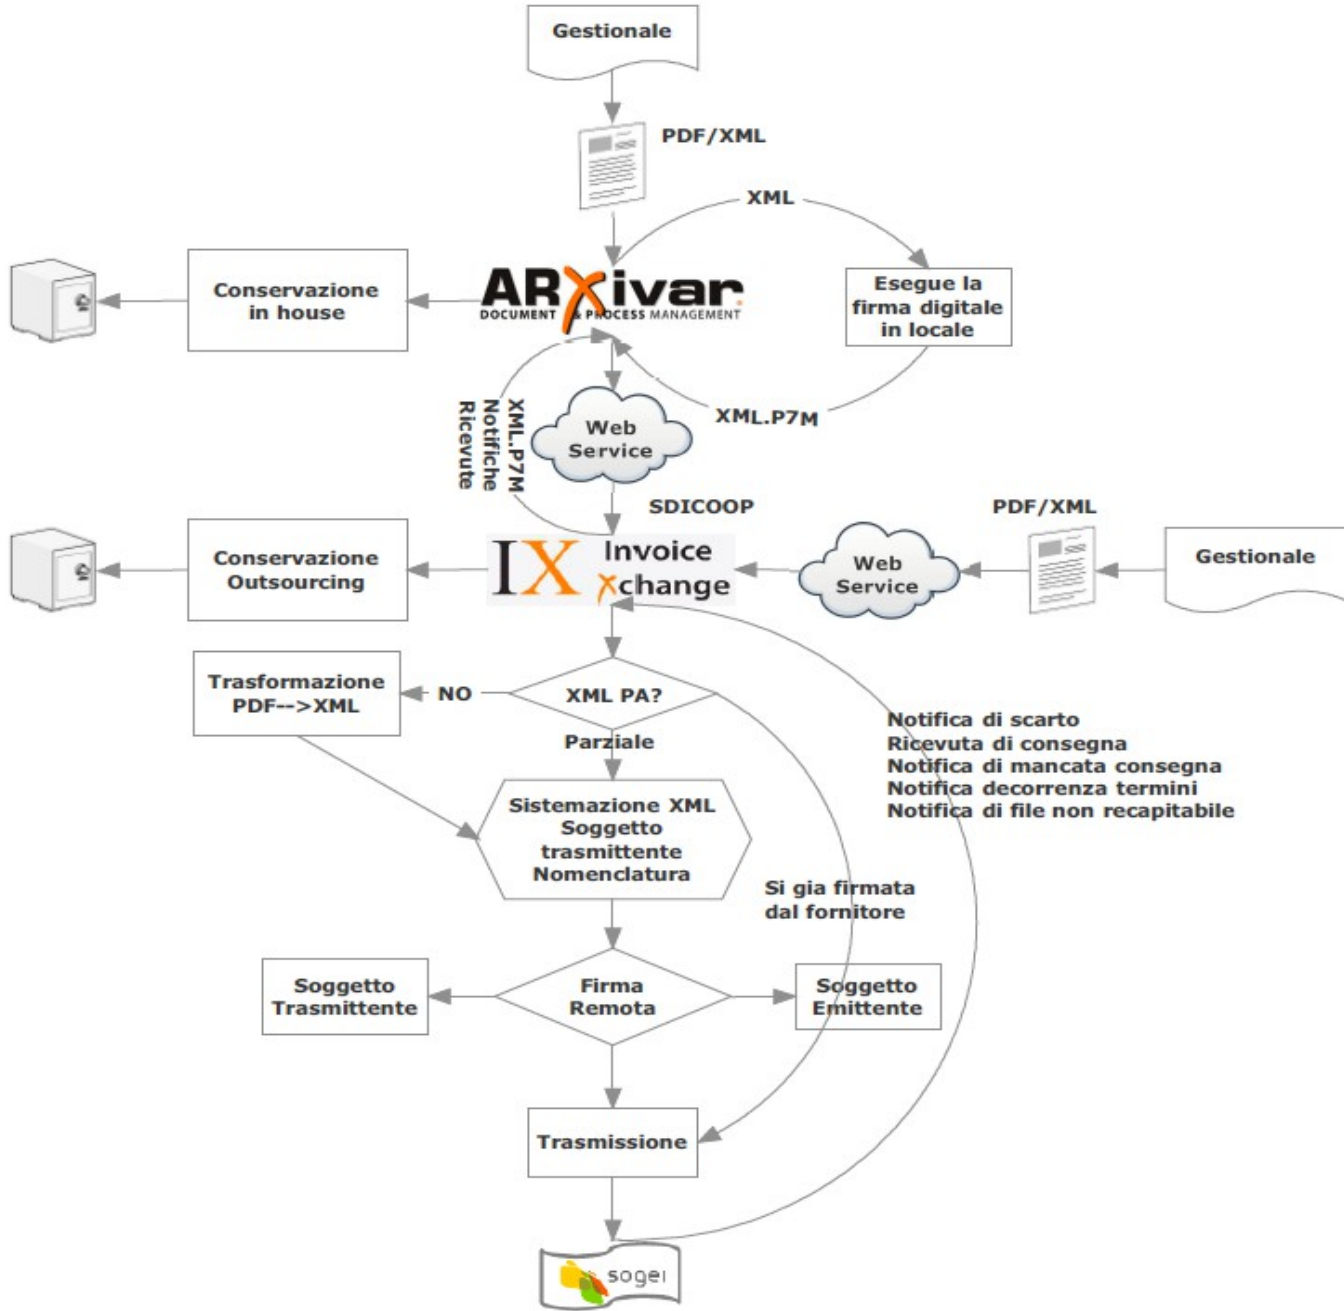 Gestionale
PDF/XML
XML
ARXivar.
DOCUMENT & PROCESS MANAGEMENT
Conservazione
in house
Esegue la
firma digitale
in locale
XML.P7M
XML.P7M
Notifiche
Ricevute
Web
Service
SDICOOP
PDF/XML
Conservazione
Outsourcing
IX Invoice
Xchange
Web
Service
Gestionale
Trasformazione
PDF-->XML
NO
XML PA?
Parziale
Notifica di scarto
Ricevuta di consegna
Notifica di mancata consegna
Notifica decorrenza termini
Notifica di file non recapitabile
Sistemazione XML
Soggetto
trasmittente
Nomenclatura
Si gia firmata
dal fornitore
Soggetto
Trasmittente
Firma
Remota
Soggetto
Emittente
Trasmissione
sogei